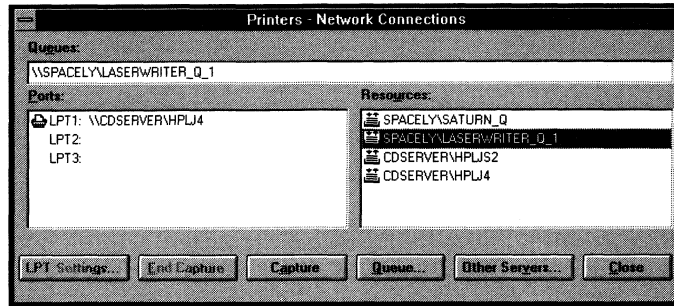 Printers - Network Connections
Queues:
\\SPACELY\LASERWRITER_Q_1
Ports:
LPT1: \\CDSERVER\HPLJ4
LPT2:
LPT3:
Resources:
SPACELY\SATURN_Q
SPACELY\LASERWRITER_Q_1
CDSERVER\HPLJS2
CDSERVER\HPLJ4
LPT Settings... End Capture Capture Queue... Other Servers... Close